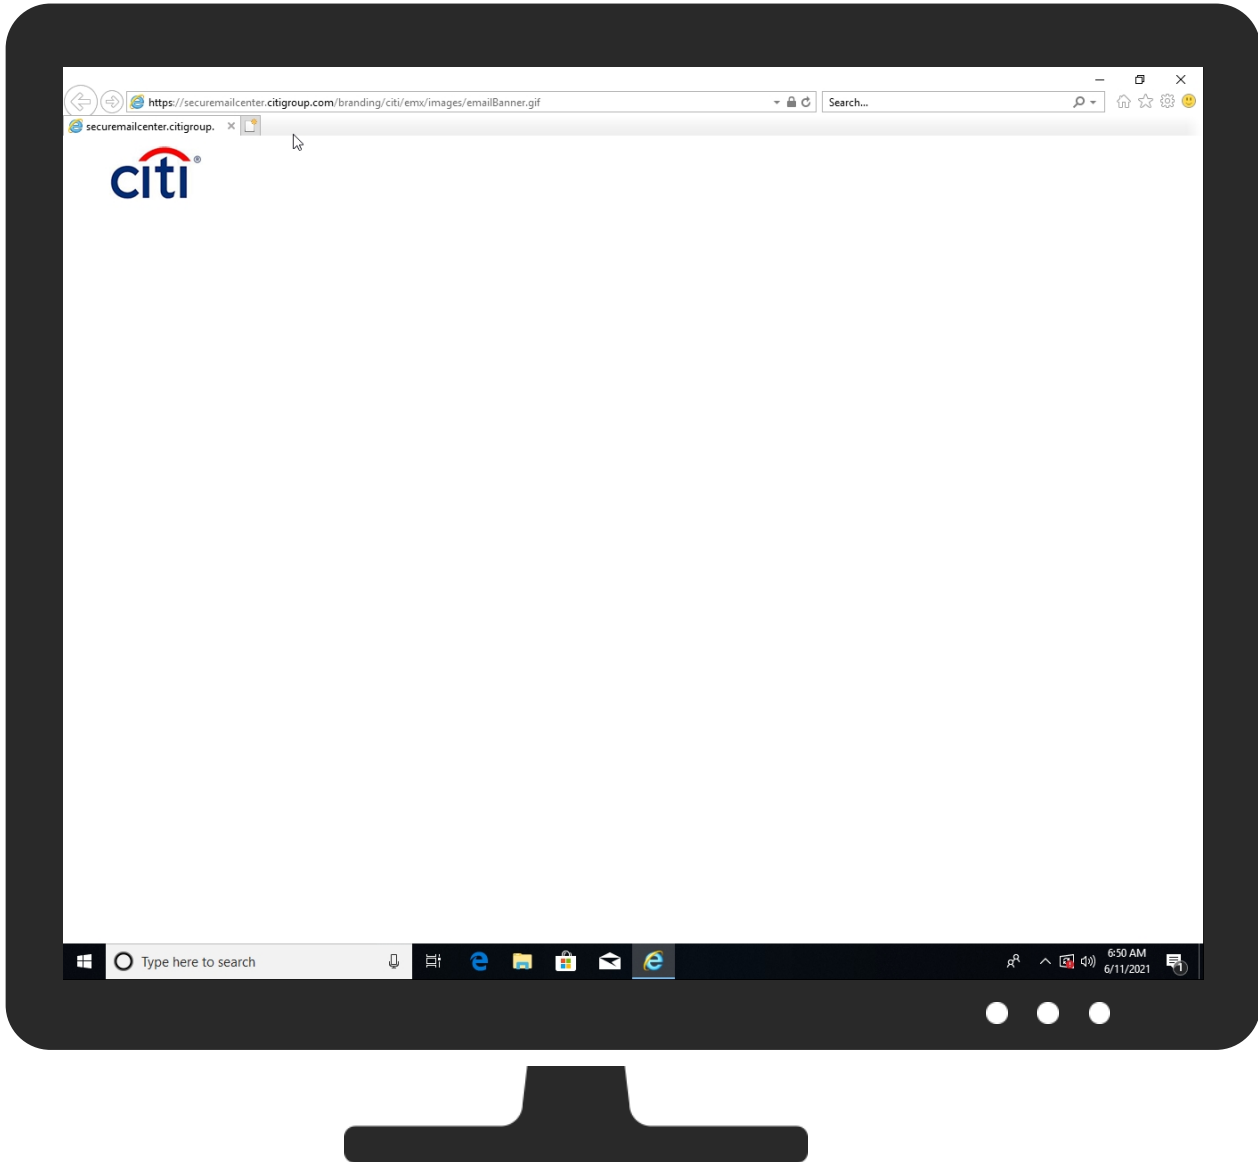 https://securemailcenter.citigroup.com/branding/citi/emx/images/emailBanner.gif
Search...
securemailcenter.citigroup.
citi®
Type here to search
6:50 AM
6/11/2021
1